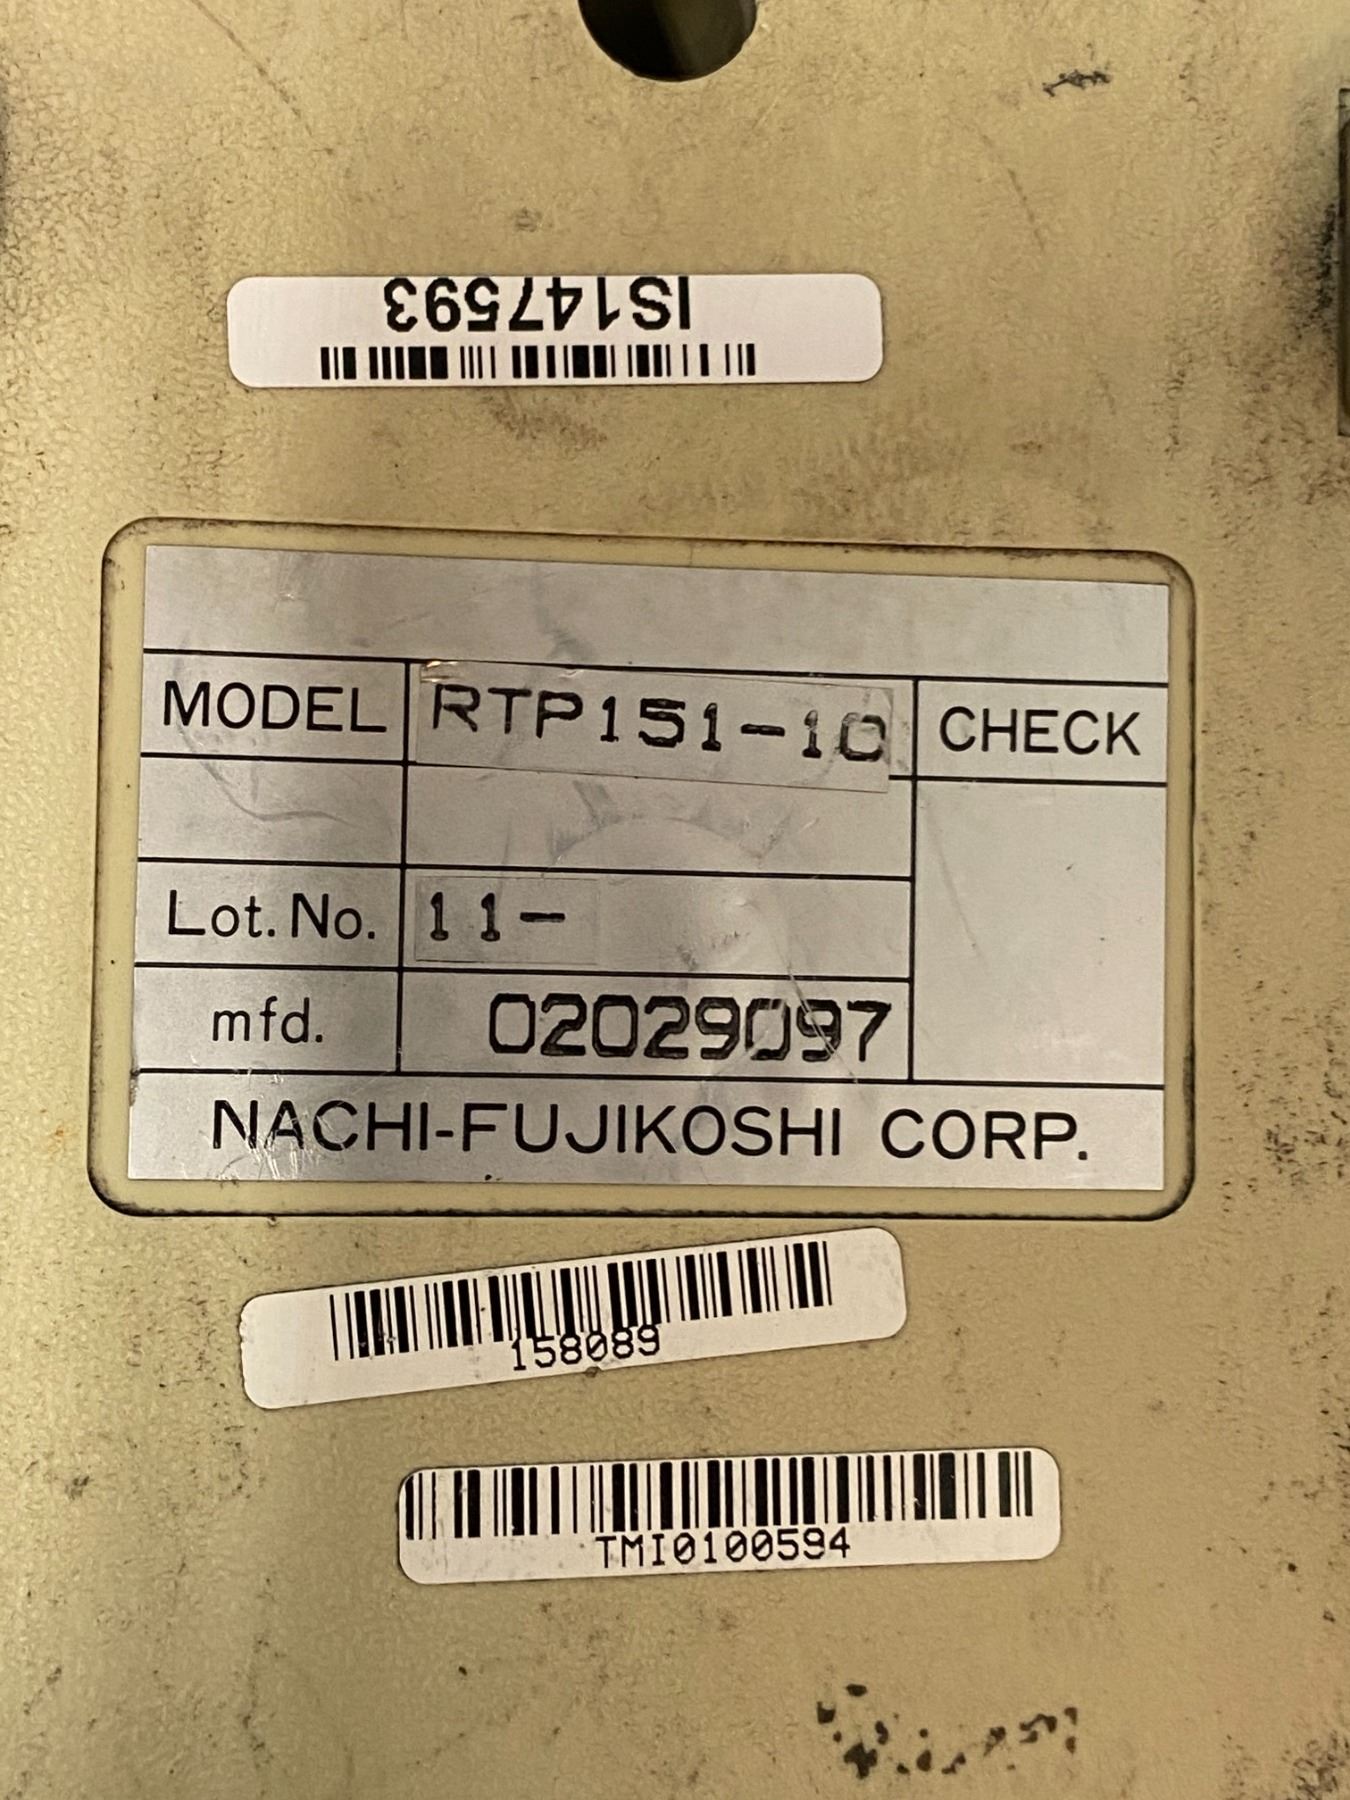 IS147593
MODEL RTP151-10 CHECK
Lot. No. 11-
mfd. 02029097
NACHI-FUJIKOSHI CORP.
158089
TMI0100594